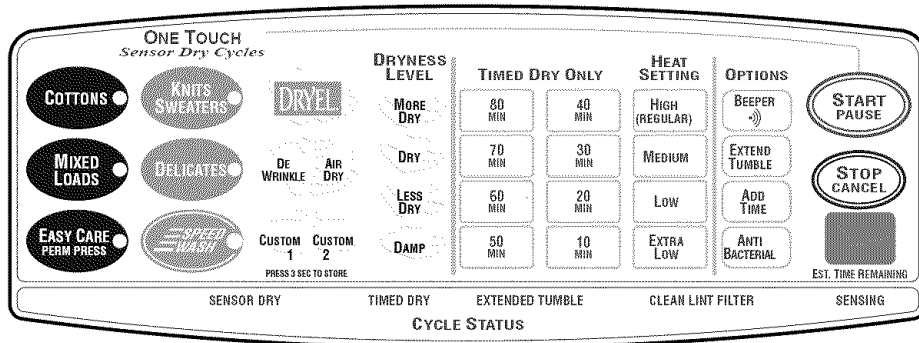 ONE TOUCH
Sensor Dry Cycles
COTTONS
KNITS
SWEATERS
DRYEL
MIXED
LOADS
DELICATES
DE
WRINKLE
AIR
DRY
EASY CARE
PERM PRESS
SPEED
WASH
CUSTOM
1
CUSTOM
2
PRESS 3 SEC TO STORE
DRYNESS
LEVEL
MORE
DRY
DRY
LESS
DRY
DAMP
TIMED DRY ONLY
80
MIN
40
MIN
70
MIN
30
MIN
60
MIN
20
MIN
50
MIN
10
MIN
HEAT
SETTING
HIGH
(REGULAR)
MEDIUM
LOW
EXTRA
LOW
OPTIONS
BEEPER
EXTEND
TUMBLE
ADD
TIME
ANTI
BACTERIAL
START
PAUSE
STOP
CANCEL
EST. TIME REMAINING
SENSOR DRY
TIMED DRY
EXTENDED TUMBLE
CLEAN LINT FILTER
SENSING
CYCLE STATUS